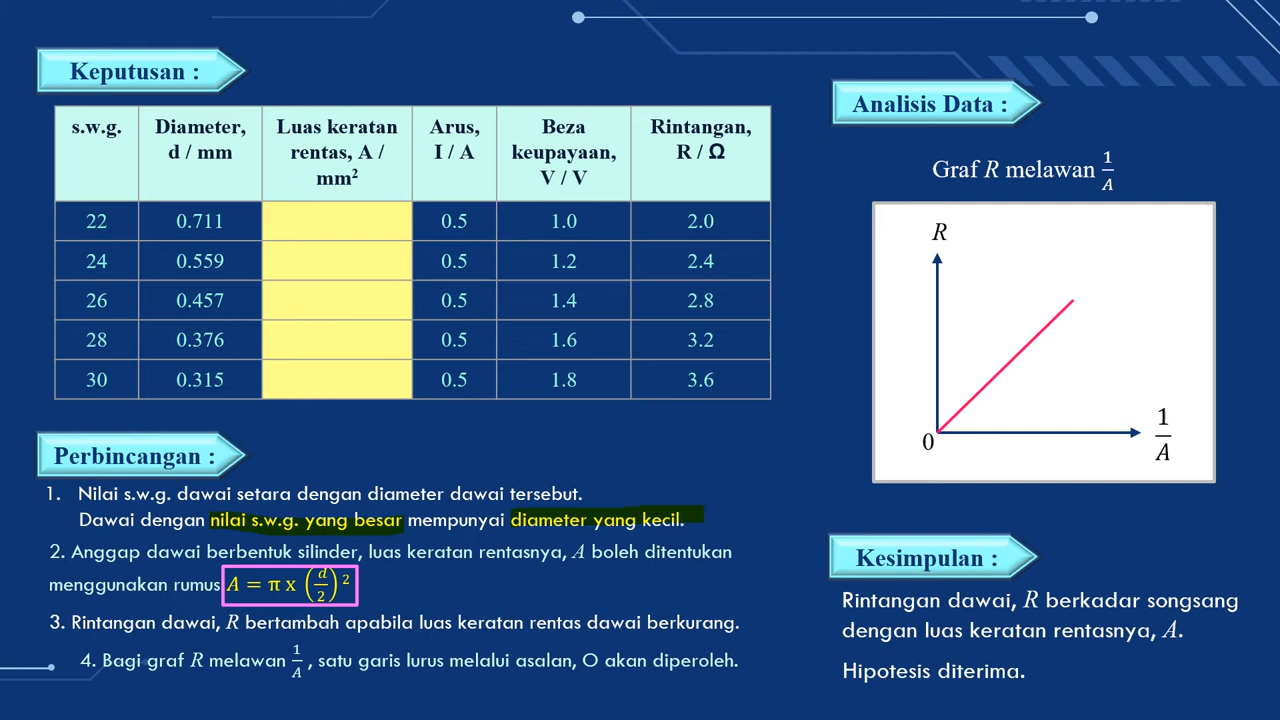 Keputusan :
s.w.g. Diameter, d / mm Luas keratan rentas, A / mm² Arus, I / A Beza keupayaan, V / V Rintangan, R / Ω
22 0.711 0.5 1.0 2.0
24 0.559 0.5 1.2 2.4
26 0.457 0.5 1.4 2.8
28 0.376 0.5 1.6 3.2
30 0.315 0.5 1.8 3.6
Perbincangan :
1. Nilai s.w.g. dawai setara dengan diameter dawai tersebut.
Dawai dengan nilai s.w.g. yang besar mempunyai diameter yang kecil.
2. Anggap dawai berbentuk silinder, luas keratan rentasnya, A boleh ditentukan
menggunakan rumus A = π x (d/2)²
3. Rintangan dawai, R bertambah apabila luas keratan rentas dawai berkurang.
4. Bagi graf R melawan 1/A, satu garis lurus melalui asalan, O akan diperoleh.
Analisis Data :
Graf R melawan 1/A
R
0
1/A
Kesimpulan :
Rintangan dawai, R berkadar songsang
dengan luas keratan rentasnya, A.
Hipotesis diterima.